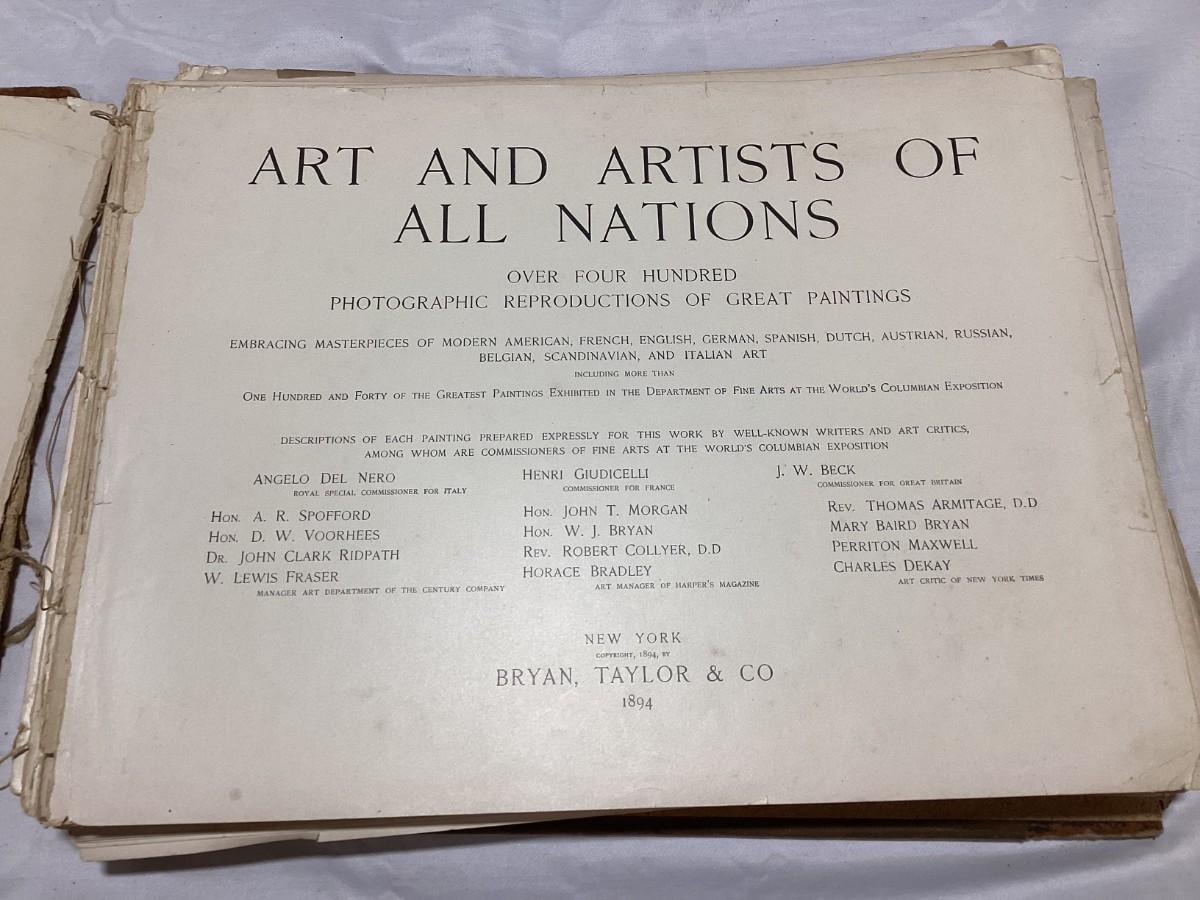 ART AND ARTISTS OF
ALL NATIONS
OVER FOUR HUNDRED
PHOTOGRAPHIC REPRODUCTIONS OF GREAT PAINTINGS
EMBRACING MASTERPIECES OF MODERN AMERICAN, FRENCH, ENGLISH, GERMAN, SPANISH, DUTCH, AUSTRIAN, RUSSIAN,
BELGIAN, SCANDINAVIAN, AND ITALIAN ART
INCLUDING MORE THAN
ONE HUNDRED AND FORTY OF THE GREATEST PAINTINGS EXHIBITED IN THE DEPARTMENT OF FINE ARTS AT THE WORLD'S COLUMBIAN EXPOSITION
DESCRIPTIONS OF EACH PAINTING PREPARED EXPRESSLY FOR THIS WORK BY WELL-KNOWN WRITERS AND ART CRITICS,
AMONG WHOM ARE COMMISSIONERS OF FINE ARTS AT THE WORLD'S COLUMBIAN EXPOSITION
ANGELO DEL NERO
ROYAL SPECIAL COMMISSIONER FOR ITALY
HENRI GIUDICELLI
COMMISSIONER FOR FRANCE
J. W. BECK
COMMISSIONER FOR GREAT BRITAIN
HON. A. R. SPOFFORD
HON. D. W. VOORHEES
DR. JOHN CLARK RIDPATH
W. LEWIS FRASER
MANAGER ART DEPARTMENT OF THE CENTURY COMPANY
HON. JOHN T. MORGAN
HON. W. J. BRYAN
REV. ROBERT COLLYER, D.D
HORACE BRADLEY
ART MANAGER OF HARPER'S MAGAZINE
REV. THOMAS ARMITAGE, D.D
MARY BAIRD BRYAN
PERRITON MAXWELL
CHARLES DEKAY
ART CRITIC OF NEW YORK TIMES
NEW YORK
COPYRIGHT, 1894, BY
BRYAN, TAYLOR & CO
1894